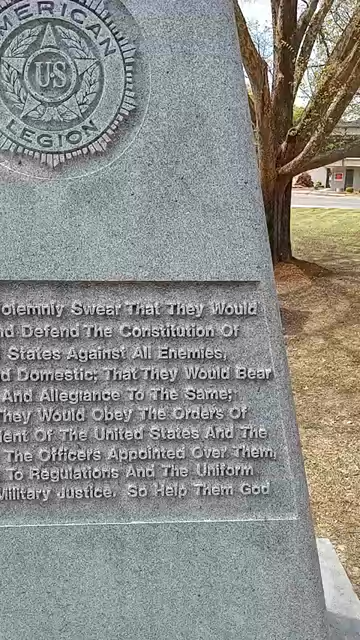 AMERICAN
US
LEGION
olemnly Swear That They Would
nd Defend The Constitution Of
States Against All Enemies,
d Domestic; That They Would Bear
And Allegiance To The Same;
They Would Obey The Orders Of
ent Of The United States And The
The Officers Appointed Over Them,
To Regulations And The Uniform
Military Justice. So Help Them God